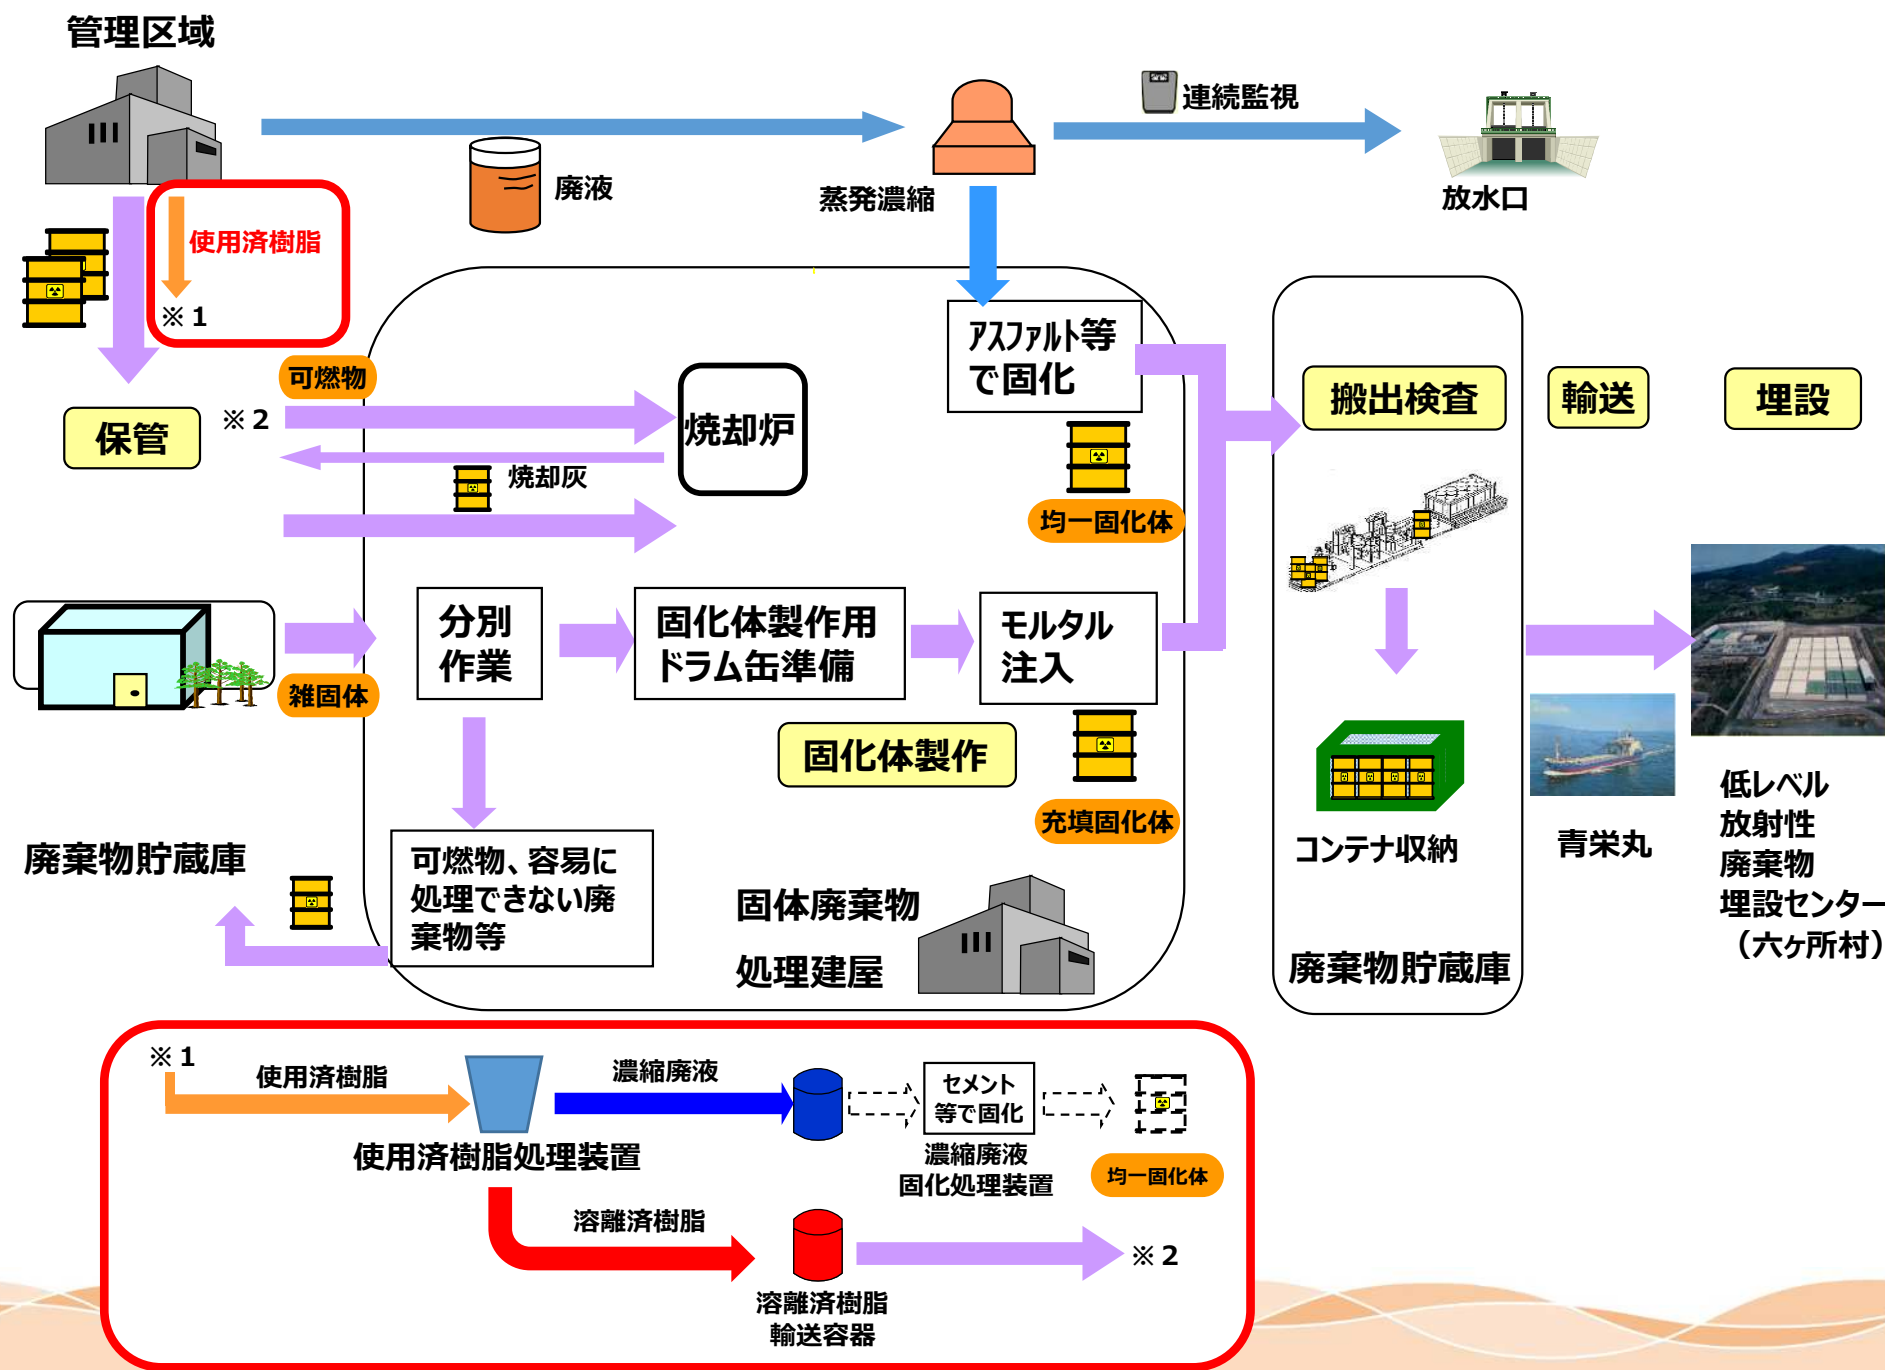 管理区域
連続監視
廃液
蒸発濃縮
放水口
使用済樹脂
※1
アスファルト等
で固化
可燃物
※2
保管
焼却炉
焼却灰
均一固化体
搬出検査
輸送
埋設
分別
作業
固化体製作用
ドラム缶準備
モルタル
注入
雑固体
固化体製作
充填固化体
コンテナ収納
青栄丸
低レベル
放射性
廃棄物
埋設センター
（六ヶ所村）
廃棄物貯蔵庫
可燃物、容易に
処理できない廃
棄物等
固体廃棄物
処理建屋
廃棄物貯蔵庫
※1
使用済樹脂
濃縮廃液
セメント
等で固化
使用済樹脂処理装置
濃縮廃液
固化処理装置
均一固化体
溶離済樹脂
※2
溶離済樹脂
輸送容器